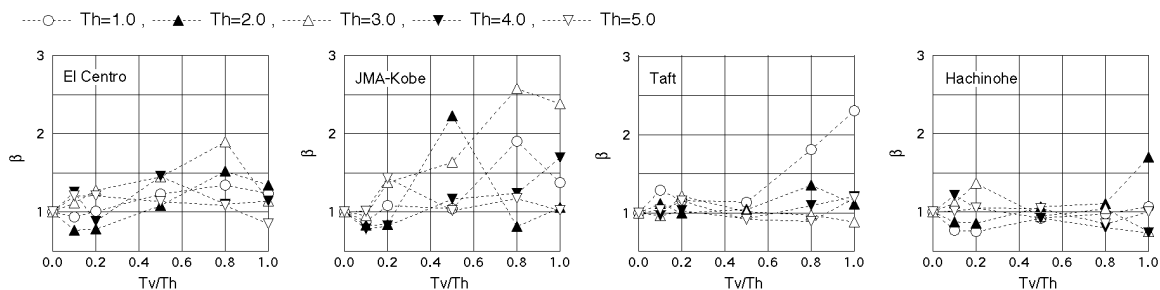 Th=1.0 , Th=2.0 , Th=3.0 , Th=4.0 , Th=5.0
El Centro
β
3
2
1
0.0 0.2 0.4 0.6 0.8 1.0
Tv/Th
JMA-Kobe
β
3
2
1
0.0 0.2 0.4 0.6 0.8 1.0
Tv/Th
Taft
β
3
2
1
0.0 0.2 0.4 0.6 0.8 1.0
Tv/Th
Hachinohe
β
3
2
1
0.0 0.2 0.4 0.6 0.8 1.0
Tv/Th